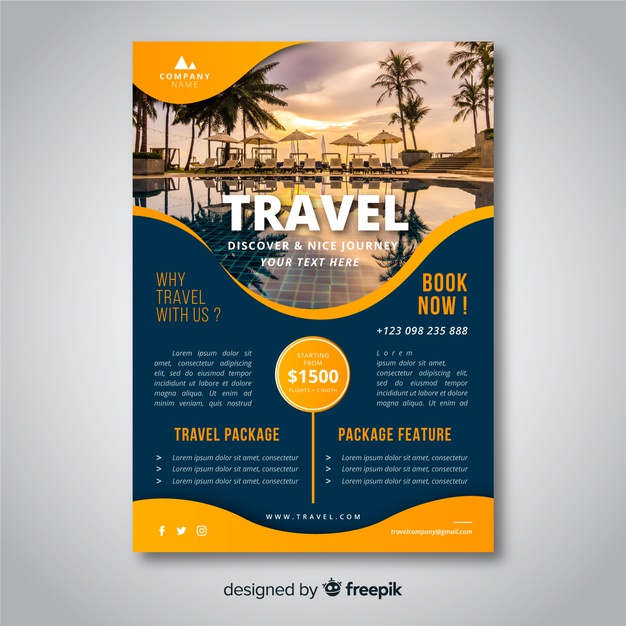 COMPANY
NAME
TRAVEL
DISCOVER & NICE JOURNEY
YOUR TEXT HERE
WHY
TRAVEL
WITH US ?
BOOK
NOW !
+123 098 235 888
Lorem ipsum dolor
sit amet, consectetur
adipiscing elit, sed do
eiusmod tempor
incididunt ut labore et
dolore magna aliqua.
Ut enim ad minim
veniam, quis nostrud
STARTING
FROM
$1500
Lorem
ipsum dolor sit amet,
consectetur adipiscing
elit, sed do eiusmod
tempor incididunt ut
labore et dolore
magna aliqua. Ut enim
ad minim
TRAVEL PACKAGE
> Lorem ipsum dolor sit amet, consectetur
> Lorem ipsum dolor sit amet, consectetur
> Lorem ipsum dolor sit amet, consectetur
PACKAGE FEATURE
> Lorem ipsum dolor sit amet, consectetur
> Lorem ipsum dolor sit amet, consectetur
> Lorem ipsum dolor sit amet, consectetur
WWW.TRAVEL.COM
travelcompany@gmail.com
designed by freepik